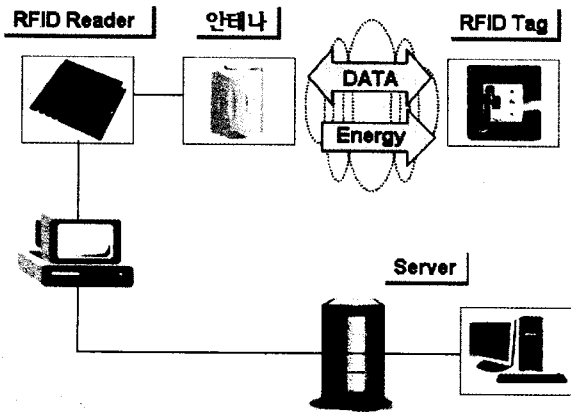 RFID Reader
안테나
RFID Tag
DATA
Energy
Server